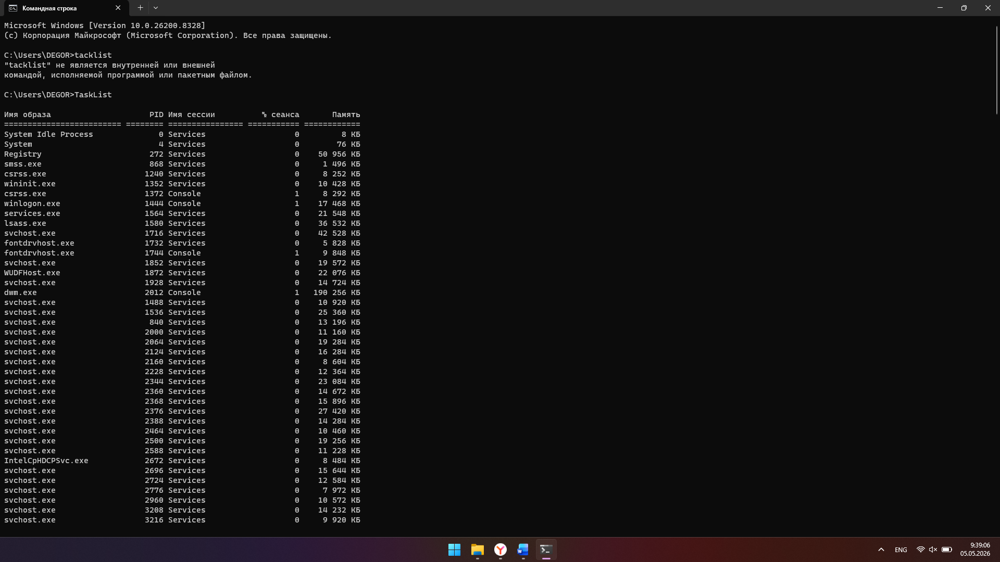 Командная строка
Microsoft Windows [Version 10.0.26200.8328]
(c) Корпорация Майкрософт (Microsoft Corporation). Все права защищены.
C:\Users\DEGOR>tacklist
"tacklist" не является внутренней или внешней
командой, исполняемой программой или пакетным файлом.
C:\Users\DEGOR>TaskList
Имя образа                     PID Имя сессии          № сеанса       Память
========================= ======== ================ =========== ============
System Idle Process              0 Services                   0         8 КБ
System                           4 Services                   0        76 КБ
Registry                       272 Services                   0    50 956 КБ
smss.exe                       868 Services                   0     1 496 КБ
csrss.exe                     1240 Services                   0     8 252 КБ
wininit.exe                   1352 Services                   0    10 428 КБ
csrss.exe                     1372 Console                    1     8 292 КБ
winlogon.exe                  1444 Console                    1    17 468 КБ
services.exe                  1564 Services                   0    21 548 КБ
lsass.exe                     1580 Services                   0    36 532 КБ
svchost.exe                   1716 Services                   0    42 528 КБ
fontdrvhost.exe               1732 Services                   0     5 828 КБ
fontdrvhost.exe               1744 Console                    1     9 848 КБ
svchost.exe                   1852 Services                   0    19 572 КБ
WUDFHost.exe                  1872 Services                   0    22 076 КБ
svchost.exe                   1928 Services                   0    14 724 КБ
dwm.exe                       2012 Console                    1   190 256 КБ
svchost.exe                   1488 Services                   0    10 920 КБ
svchost.exe                   1536 Services                   0    25 360 КБ
svchost.exe                    840 Services                   0    13 196 КБ
svchost.exe                   2000 Services                   0    11 160 КБ
svchost.exe                   2064 Services                   0    19 284 КБ
svchost.exe                   2124 Services                   0    16 284 КБ
svchost.exe                   2160 Services                   0     8 604 КБ
svchost.exe                   2228 Services                   0    12 364 КБ
svchost.exe                   2344 Services                   0    23 084 КБ
svchost.exe                   2360 Services                   0    14 672 КБ
svchost.exe                   2368 Services                   0    15 896 КБ
svchost.exe                   2376 Services                   0    27 420 КБ
svchost.exe                   2388 Services                   0    14 284 КБ
svchost.exe                   2464 Services                   0    10 460 КБ
svchost.exe                   2500 Services                   0    19 256 КБ
svchost.exe                   2588 Services                   0    11 228 КБ
IntelCpHDCPSvc.exe            2672 Services                   0     8 484 КБ
svchost.exe                   2696 Services                   0    15 644 КБ
svchost.exe                   2724 Services                   0    12 584 КБ
svchost.exe                   2776 Services                   0     7 972 КБ
svchost.exe                   2960 Services                   0    10 572 КБ
svchost.exe                   3208 Services                   0    14 232 КБ
svchost.exe                   3216 Services                   0     9 920 КБ
ENG
9:39:06
05.05.2026